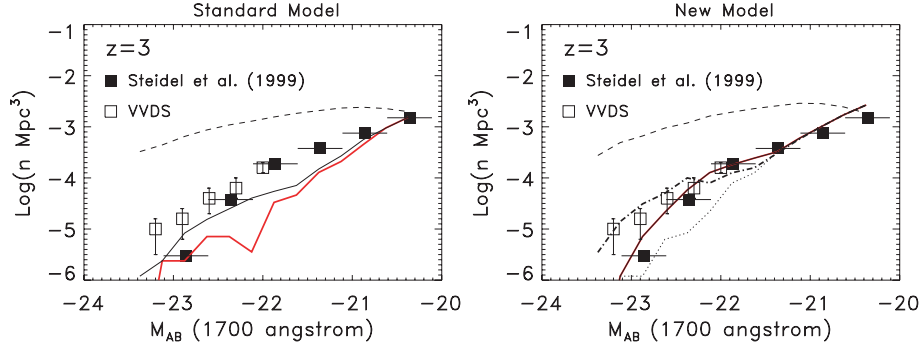 Standard Model
−1
−2
−3
−4
−5
−6
Log(n Mpc³)
z=3
Steidel et al. (1999)
VVDS
−24 −23 −22 −21 −20
M_AB (1700 angstrom)
New Model
−1
−2
−3
−4
−5
−6
Log(n Mpc³)
z=3
Steidel et al. (1999)
VVDS
−24 −23 −22 −21 −20
M_AB (1700 angstrom)